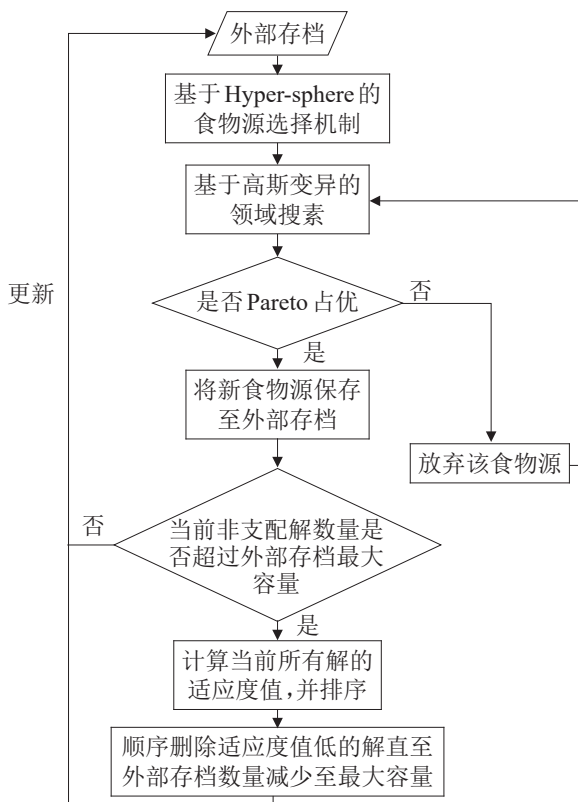 外部存档
基于Hyper-sphere的
食物源选择机制
基于高斯变异的
领域搜素
更新
是否Pareto占优
否
是
将新食物源保存
至外部存档
放弃该食物源
否
当前非支配解数量是
否超过外部存档最大
容量
是
计算当前所有解的
适应度值,并排序
顺序删除适应度值低的解直至
外部存档数量减少至最大容量